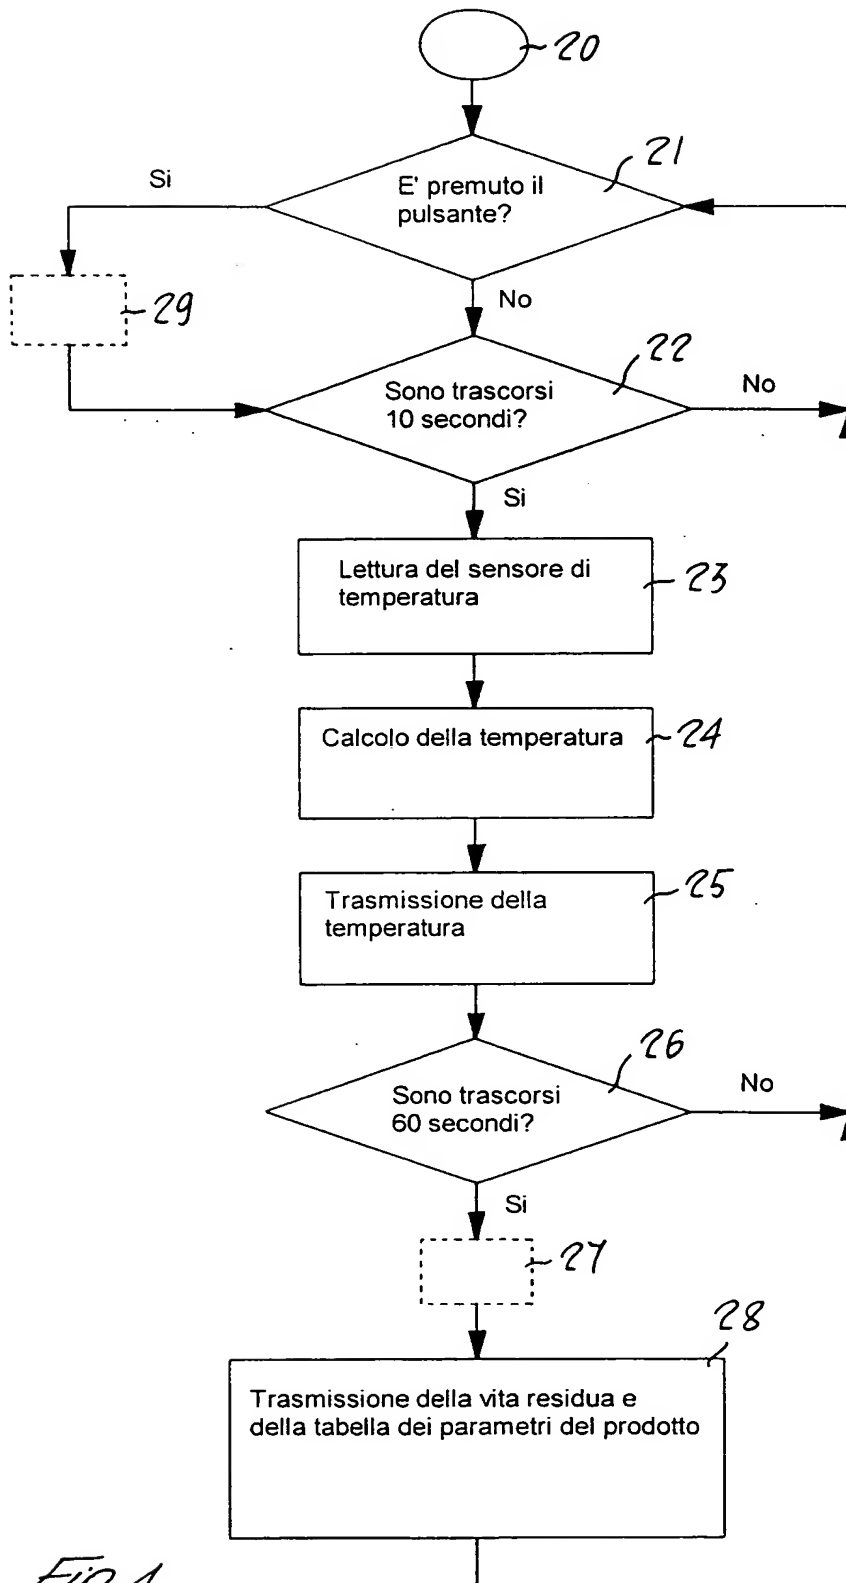 20
21
Si
E' premuto il
pulsante?
29
No
22
Sono trascorsi
10 secondi?
No
Si
Lettura del sensore di
temperatura
23
Calcolo della temperatura
24
Trasmissione della
temperatura
25
26
Sono trascorsi
60 secondi?
No
Si
27
28
Trasmissione della vita residua e
della tabella dei parametri del prodotto